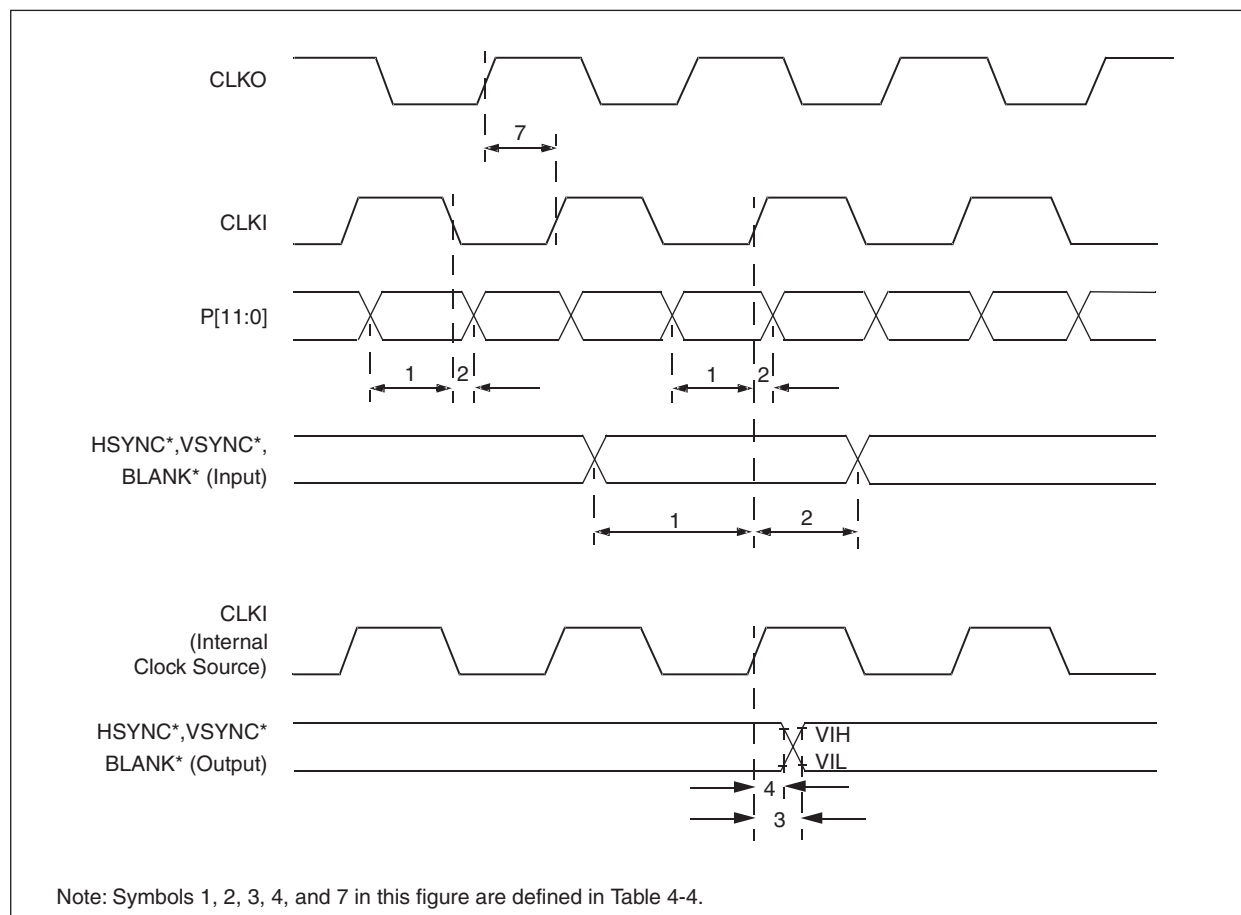 CLKO
7
CLKI
P[11:0]
1 2 1 2
HSYNC*,VSYNC*,
BLANK* (Input)
1 2
CLKI
(Internal
Clock Source)
HSYNC*,VSYNC*
BLANK* (Output)
VIH
VIL
4
3
Note: Symbols 1, 2, 3, 4, and 7 in this figure are defined in Table 4-4.